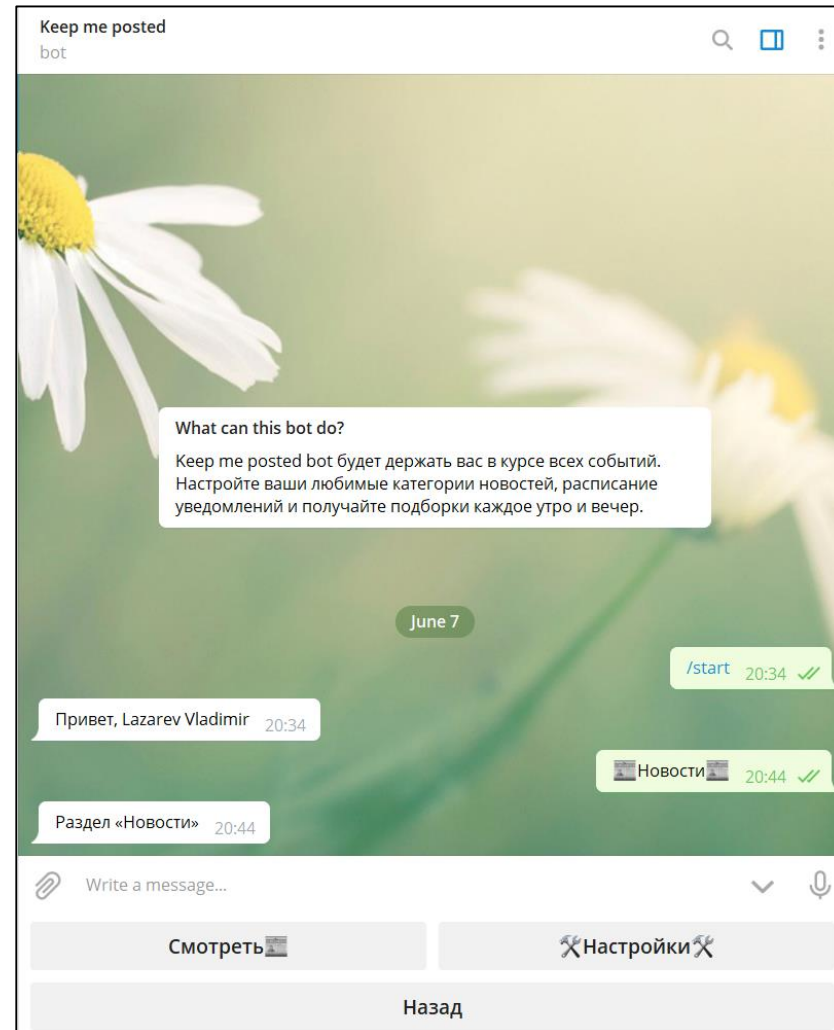 Keep me posted
bot
What can this bot do?
Keep me posted bot будет держать вас в курсе всех событий.
Настройте ваши любимые категории новостей, расписание
уведомлений и получайте подборки каждое утро и вечер.
June 7
/start 20:34
Привет, Lazarev Vladimir 20:34
📰Новости📰 20:44
Раздел «Новости» 20:44
Write a message...
Смотреть📰
🛠Настройки🛠
Назад